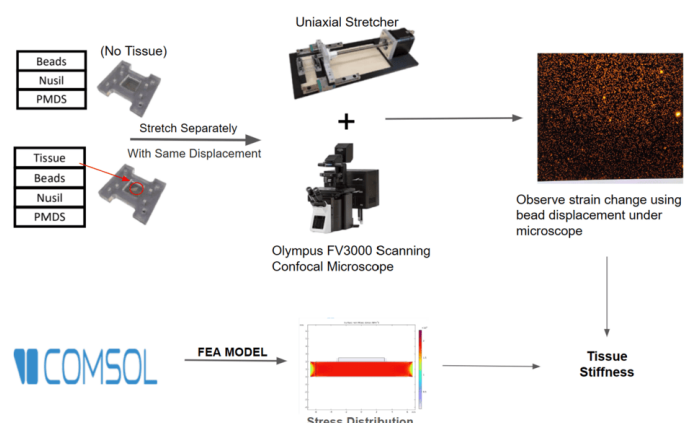 Uniaxial Stretcher
(No Tissue)
Beads
Nusil
PMDS
Stretch Separately
With Same Displacement
+
Tissue
Beads
Nusil
PMDS
Observe strain change using
bead displacement under
microscope
Olympus FV3000 Scanning
Confocal Microscope
COMSOL
FEA MODEL
Tissue
Stiffness
Stress Distribution